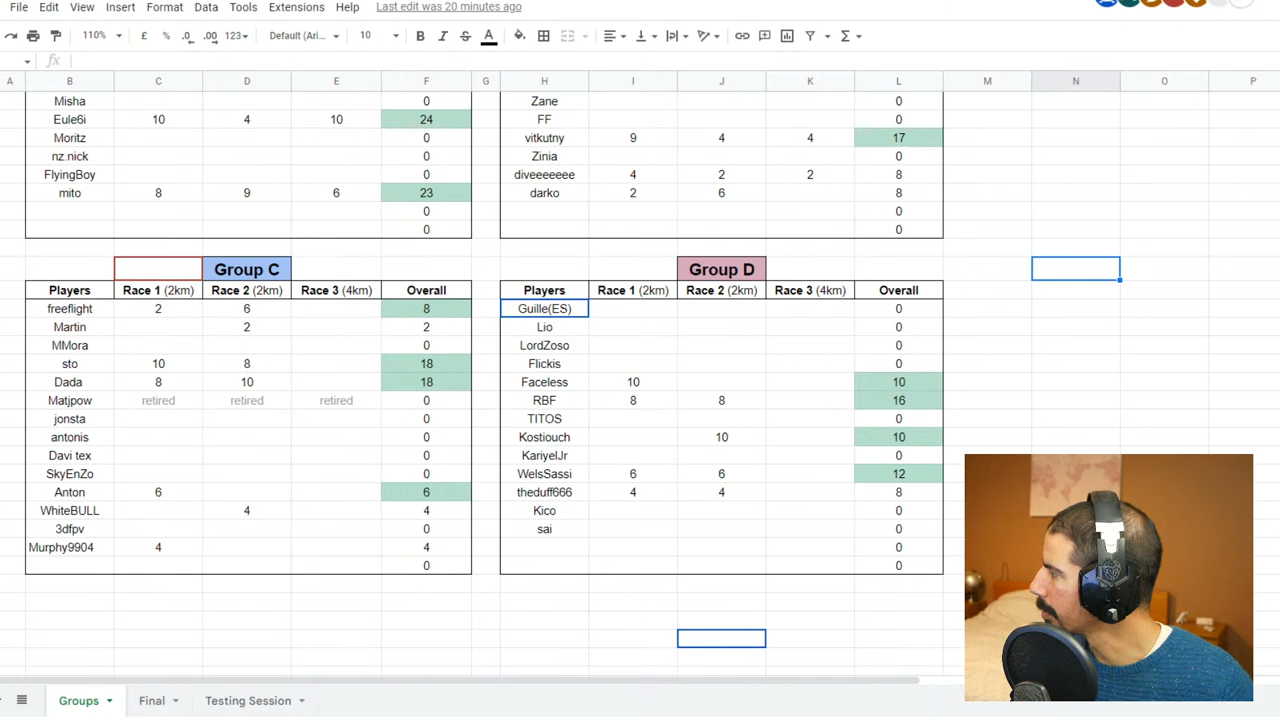 File Edit View Insert Format Data Tools Extensions Help Last edit was 20 minutes ago
110% £ % .0 .00 123 Default (Ari... 10 B I S A Σ
fx
A B C D E F G H I J K L M N O P
Misha 0 Zane 0
Eule6i 10 4 10 24 FF 0
Moritz 0 vitkutny 9 4 4 17
nz.nick 0 Zinia 0
FlyingBoy 0 diveeeeeee 4 2 2 8
mito 8 9 6 23 darko 2 6 8
0 0
0 0
Group C Group D
Players Race 1 (2km) Race 2 (2km) Race 3 (4km) Overall Players Race 1 (2km) Race 2 (2km) Race 3 (4km) Overall
freeflight 2 6 8 Guille(ES) 0
Martin 2 2 Lio 0
MMora 0 LordZoso 0
sto 10 8 18 Flickis 0
Dada 8 10 18 Faceless 10 10
Matjpow retired retired retired 0 RBF 8 8 16
jonsta 0 TITOS 0
antonis 0 Kostiouch 10 10
Davi tex 0 KariyelJr 0
SkyEnZo 0 WelsSassi 6 6 12
Anton 6 6 theduff666 4 4 8
WhiteBULL 4 4 Kico 0
3dfpv 0 sai 0
Murphy9904 4 4 0
0 0
Groups Final Testing Session